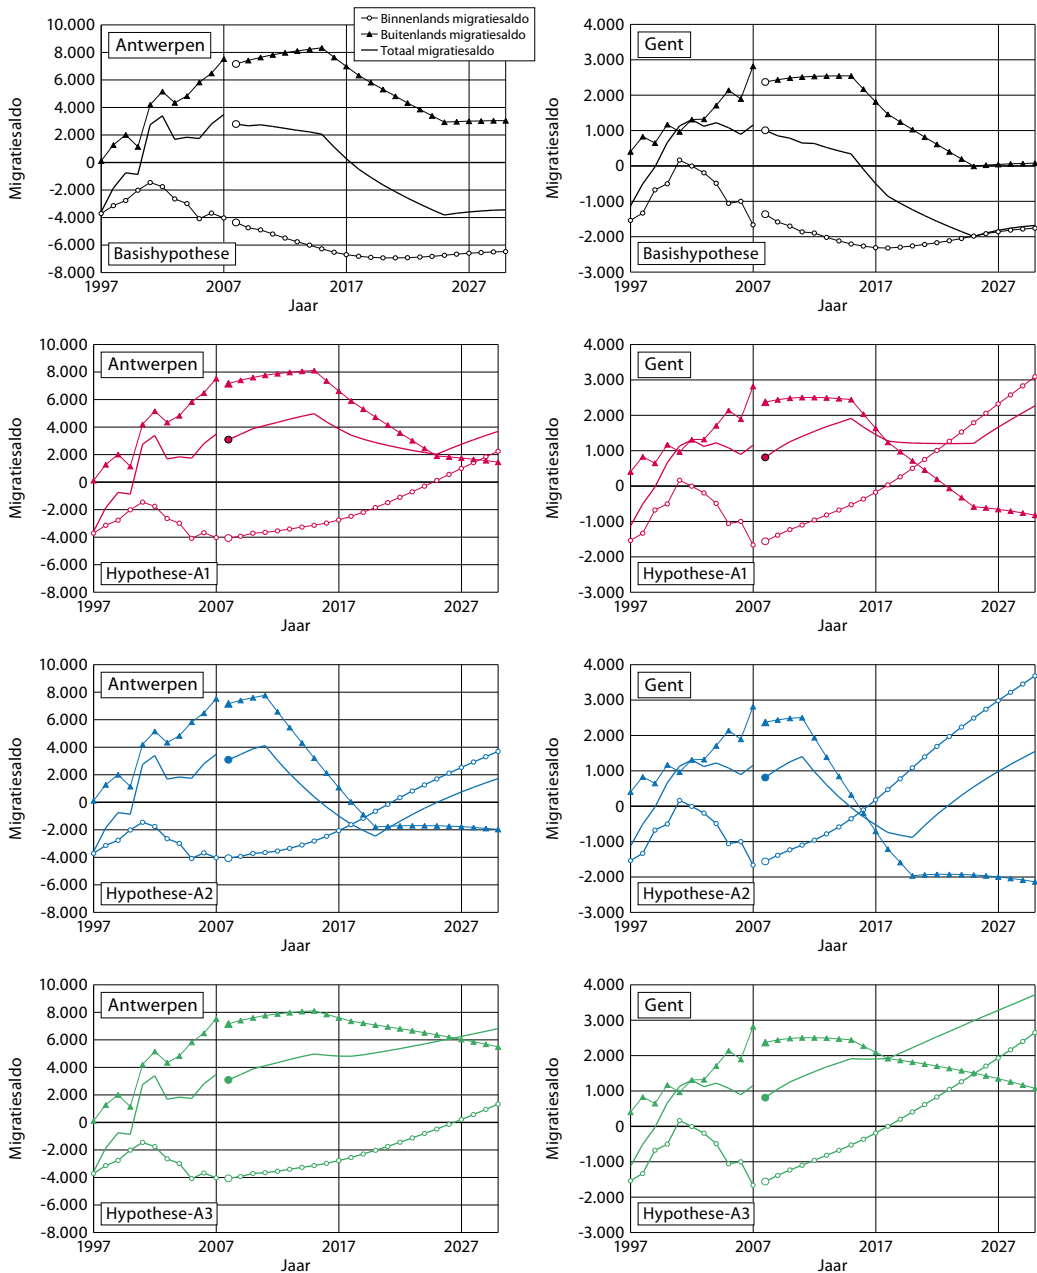 Binnenlands migratiesaldo
Buitenlands migratiesaldo
Totaal migratiesaldo
10.000
8.000
6.000
4.000
2.000
0
-2.000
-4.000
-6.000
-8.000
Migratiesaldo
Antwerpen
Basishypothese
1997
2007
2017
2027
Jaar
4.000
3.000
2.000
1.000
0
-1.000
-2.000
-3.000
Migratiesaldo
Gent
Basishypothese
1997
2007
2017
2027
Jaar
10.000
8.000
6.000
4.000
2.000
0
-2.000
-4.000
-6.000
-8.000
Migratiesaldo
Antwerpen
Hypothese-A1
1997
2007
2017
2027
Jaar
4.000
3.000
2.000
1.000
0
-1.000
-2.000
-3.000
Migratiesaldo
Gent
Hypothese-A1
1997
2007
2017
2027
Jaar
10.000
8.000
6.000
4.000
2.000
0
-2.000
-4.000
-6.000
-8.000
Migratiesaldo
Antwerpen
Hypothese-A2
1997
2007
2017
2027
Jaar
4.000
3.000
2.000
1.000
0
-1.000
-2.000
-3.000
Migratiesaldo
Gent
Hypothese-A2
1997
2007
2017
2027
Jaar
10.000
8.000
6.000
4.000
2.000
0
-2.000
-4.000
-6.000
-8.000
Migratiesaldo
Antwerpen
Hypothese-A3
1997
2007
2017
2027
Jaar
4.000
3.000
2.000
1.000
0
-1.000
-2.000
-3.000
Migratiesaldo
Gent
Hypothese-A3
1997
2007
2017
2027
Jaar